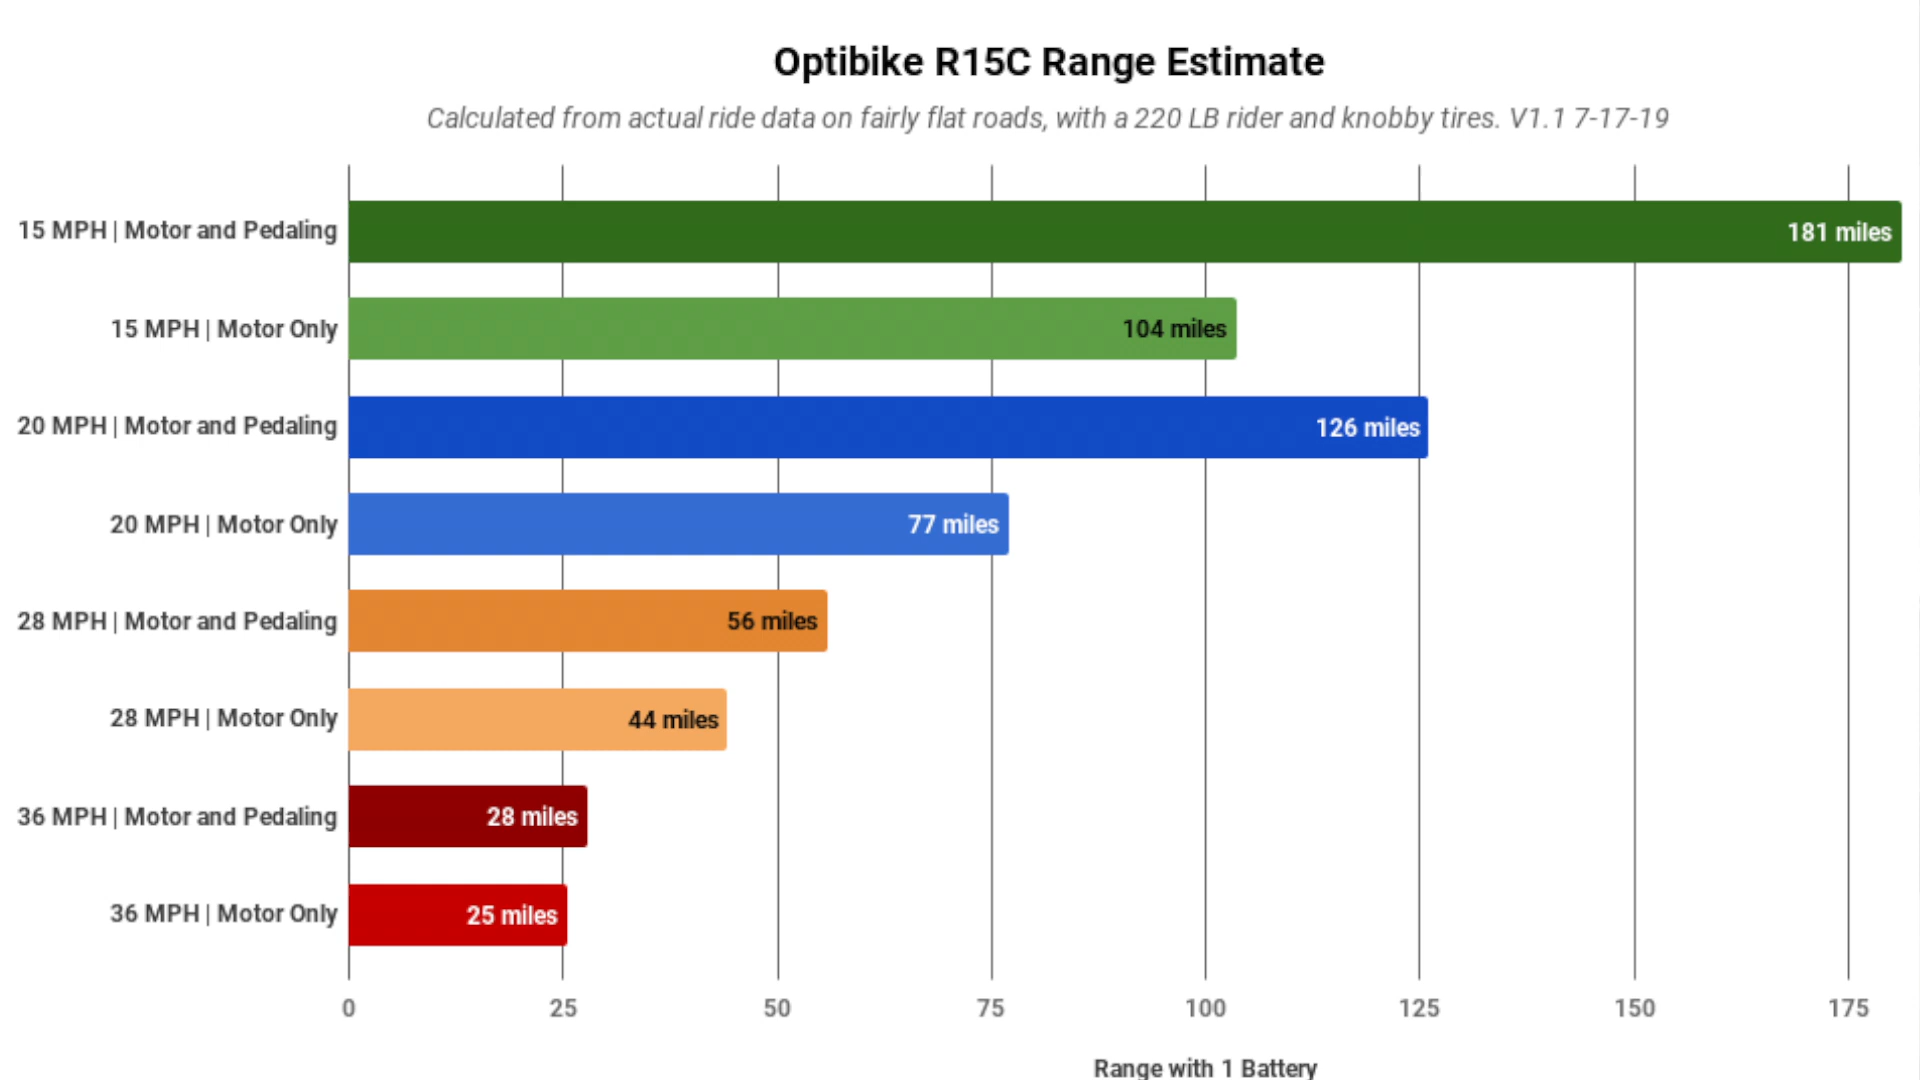 Optibike R15C Range Estimate
Calculated from actual ride data on fairly flat roads, with a 220 LB rider and knobby tires. V1.1 7-17-19
15 MPH | Motor and Pedaling
181 miles
15 MPH | Motor Only
104 miles
20 MPH | Motor and Pedaling
126 miles
20 MPH | Motor Only
77 miles
28 MPH | Motor and Pedaling
56 miles
28 MPH | Motor Only
44 miles
36 MPH | Motor and Pedaling
28 miles
36 MPH | Motor Only
25 miles
0 25 50 75 100 125 150 175
Range with 1 Battery